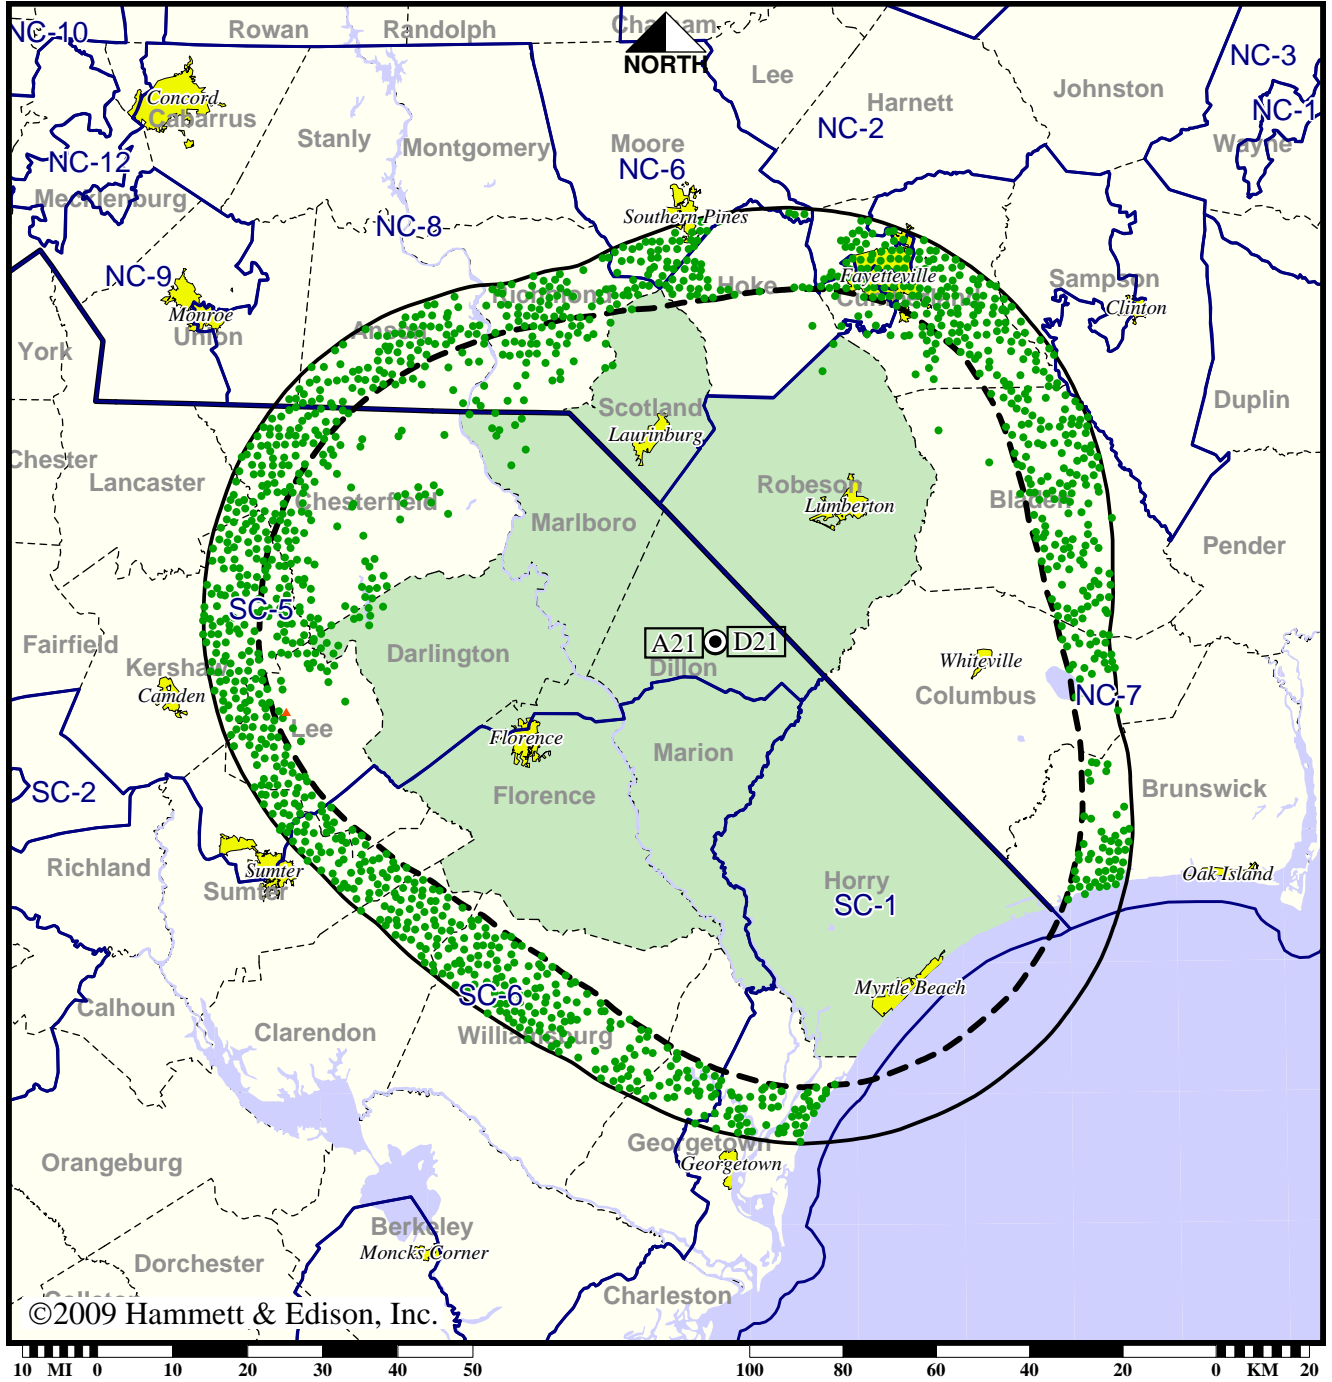 Rowan
Randolph
Chatham
NC-10
NORTH
Lee
NC-3
Johnston
Concord
Cabarrus
Harnett
NC-1
Stanly
Montgomery
Moore
NC-2
Wayne
NC-12
NC-6
Mecklenburg
Southern Pines
NC-8
NC-9
Hoke
Fayetteville
Sampson
Monroe
Union
Richmond
Cumberland
Clinton
Anson
York
Scotland
Laurinburg
Duplin
Chester
Lancaster
Chesterfield
Marlboro
Robeson
Lumberton
Bladen
Pender
SC-5
Fairfield
Kershaw
Camden
Darlington
A21
D21
Dillon
Whiteville
Columbus
NC-7
Lee
Florence
Marion
SC-2
Florence
Brunswick
Richland
Sumter
Sumter
Horry
SC-1
Oak Island
Calhoun
Clarendon
SC-6
Williamsburg
Myrtle Beach
Georgetown
Georgetown
Orangeburg
Berkeley
Moncks Corner
Dorchester
Charleston
©2009 Hammett & Edison, Inc.
10 MI 0 10 20 30 40 50
100 80 60 40 20 0 KM 20